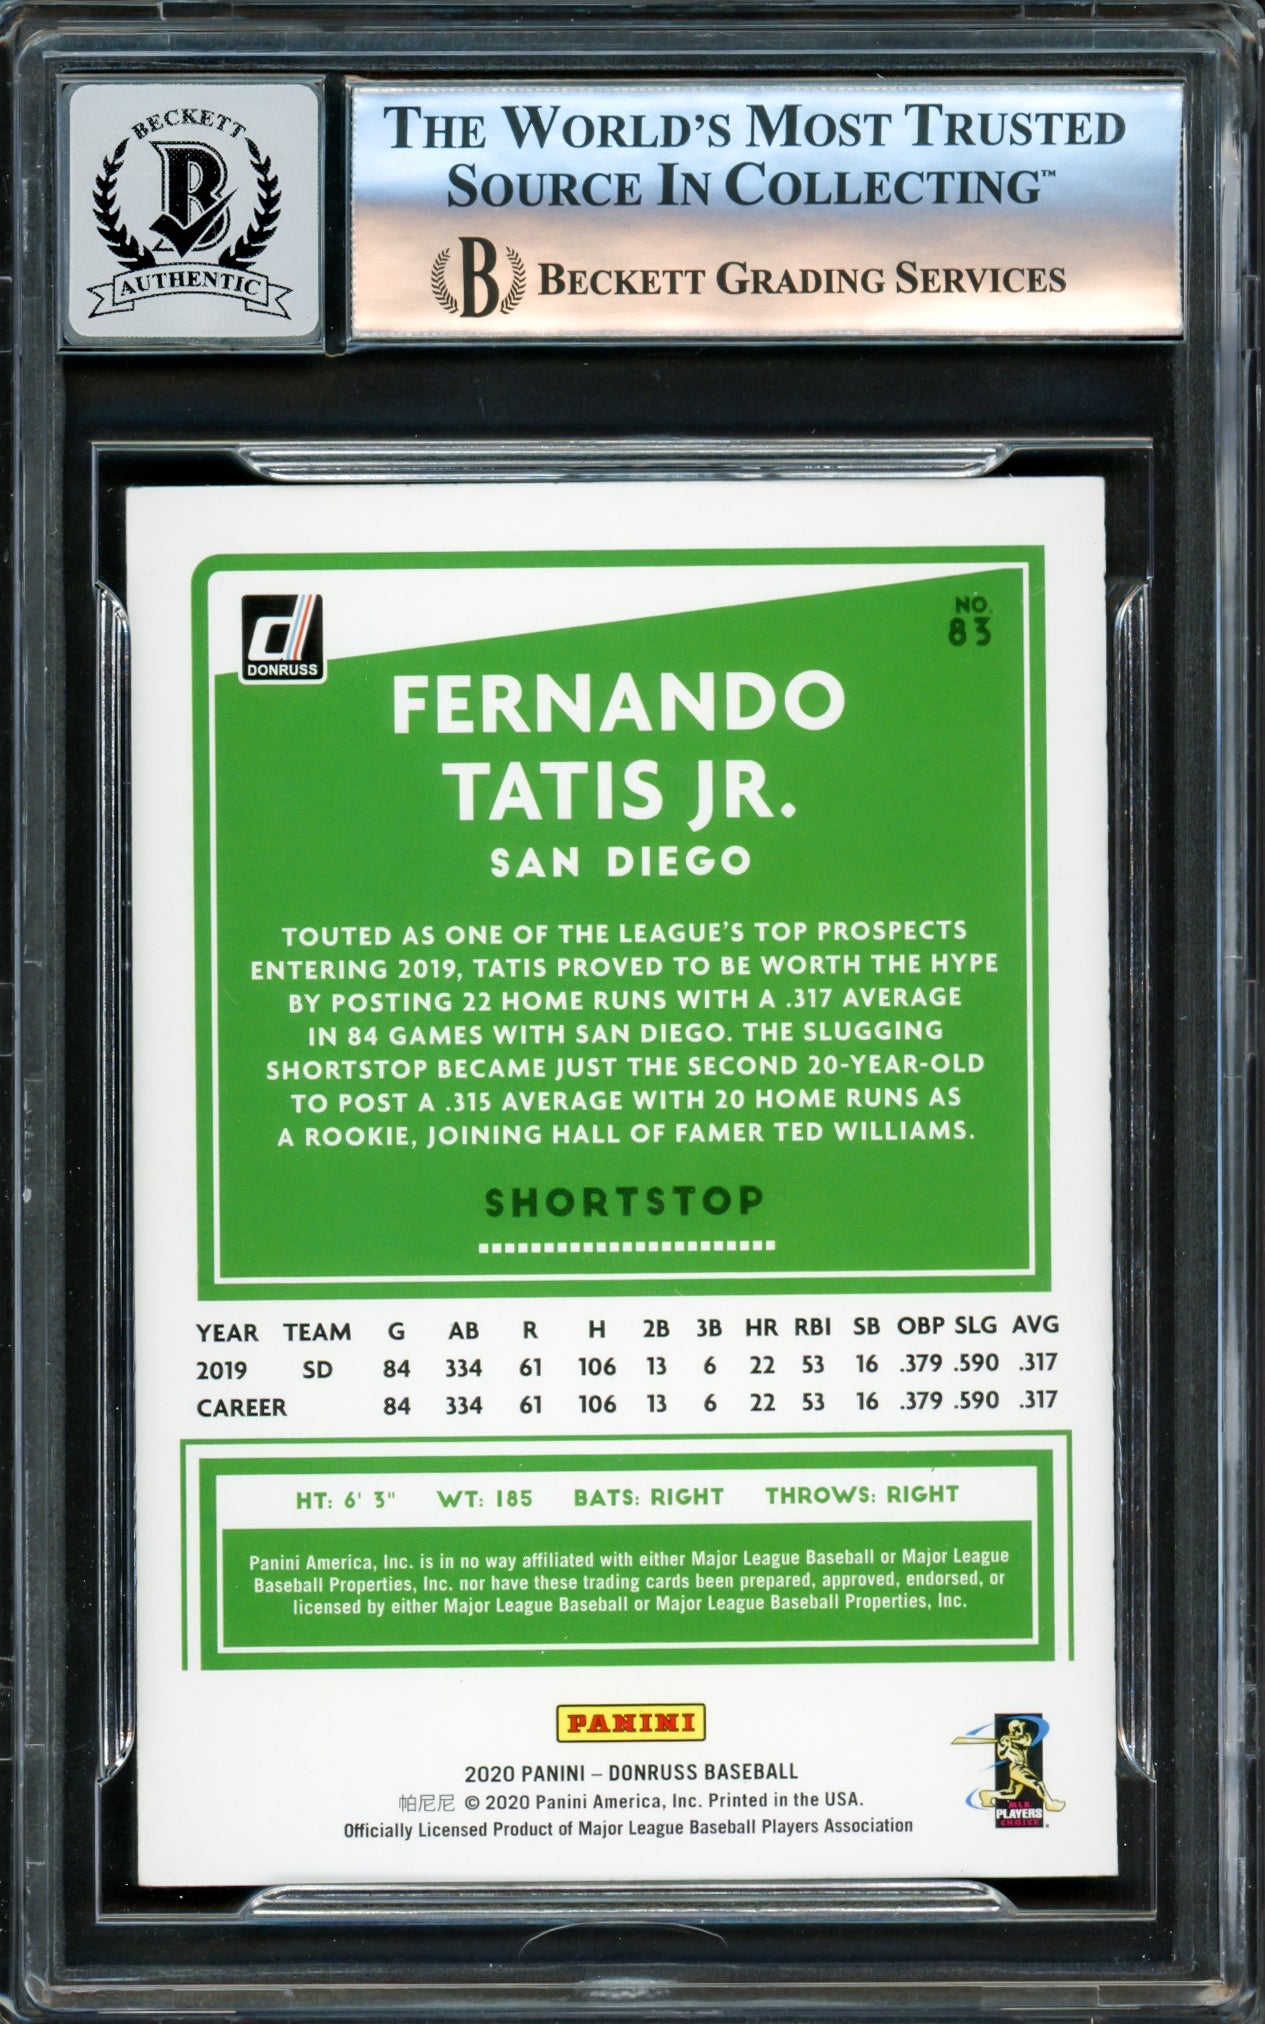 BECKETT
B
AUTHENTIC
THE WORLD'S MOST TRUSTED
SOURCE IN COLLECTING™
B BECKETT GRADING SERVICES
d
DONRUSS
NO.
83
FERNANDO
TATIS JR.
SAN DIEGO
TOUTED AS ONE OF THE LEAGUE'S TOP PROSPECTS
ENTERING 2019, TATIS PROVED TO BE WORTH THE HYPE
BY POSTING 22 HOME RUNS WITH A .317 AVERAGE
IN 84 GAMES WITH SAN DIEGO. THE SLUGGING
SHORTSTOP BECAME JUST THE SECOND 20-YEAR-OLD
TO POST A .315 AVERAGE WITH 20 HOME RUNS AS
A ROOKIE, JOINING HALL OF FAMER TED WILLIAMS.
SHORTSTOP
YEAR TEAM G AB R H 2B 3B HR RBI SB OBP SLG AVG
2019 SD 84 334 61 106 13 6 22 53 16 .379 .590 .317
CAREER 84 334 61 106 13 6 22 53 16 .379 .590 .317
HT: 6' 3" WT: 185 BATS: RIGHT THROWS: RIGHT
Panini America, Inc. is in no way affiliated with either Major League Baseball or Major League
Baseball Properties, Inc. nor have these trading cards been prepared, approved, endorsed, or
licensed by either Major League Baseball or Major League Baseball Properties, Inc.
PANINI
2020 PANINI – DONRUSS BASEBALL
帕尼尼 © 2020 Panini America, Inc. Printed in the USA.
Officially Licensed Product of Major League Baseball Players Association
MLB
PLAYERS
CHOICE